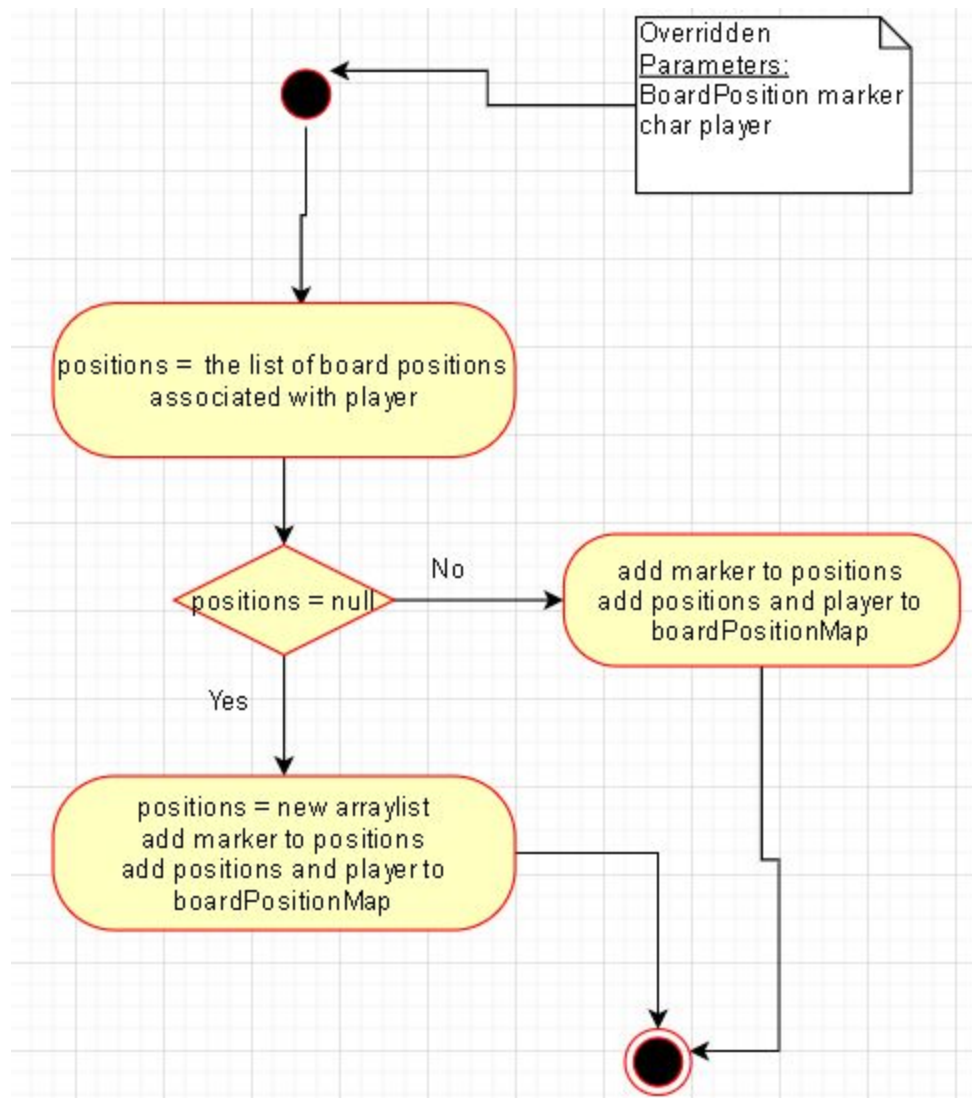 Overridden
Parameters:
BoardPosition marker
char player
positions = the list of board positions
associated with player
positions = null
No
add marker to positions
add positions and player to
boardPositionMap
Yes
positions = new arraylist
add marker to positions
add positions and player to
boardPositionMap